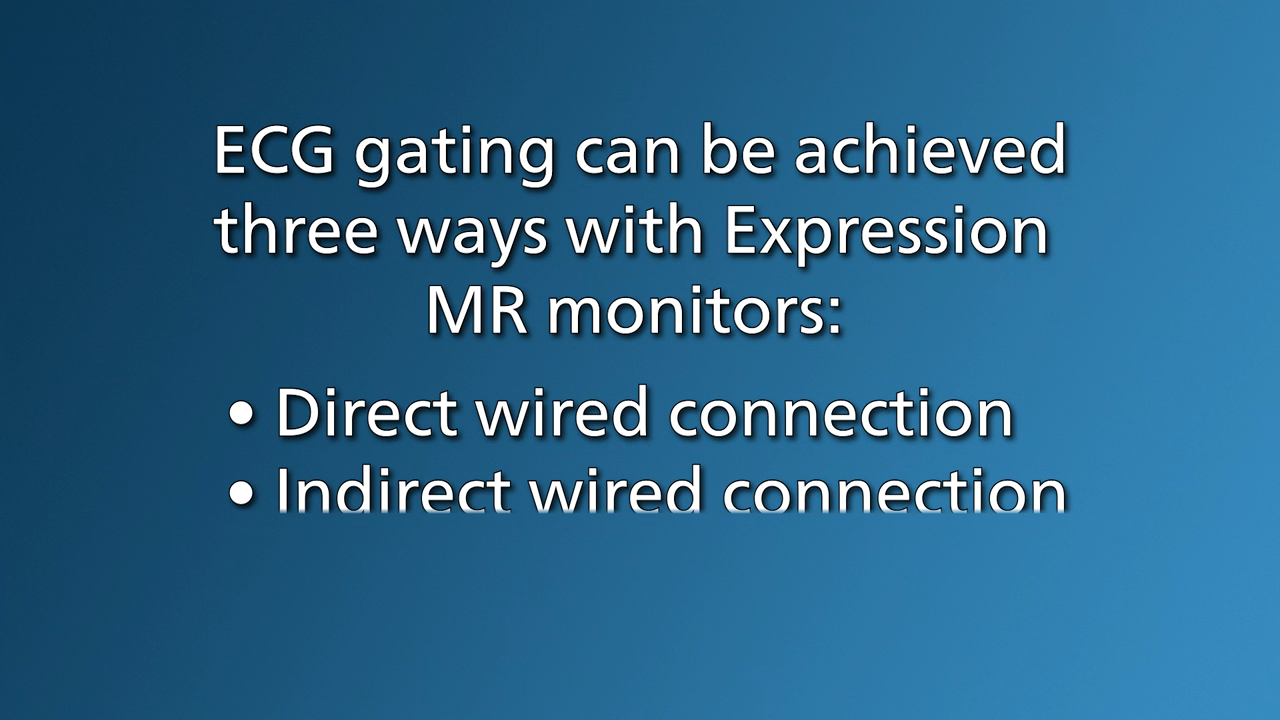 ECG gating can be achieved
three ways with Expression
MR monitors:
• Direct wired connection
• Indirect wired connection